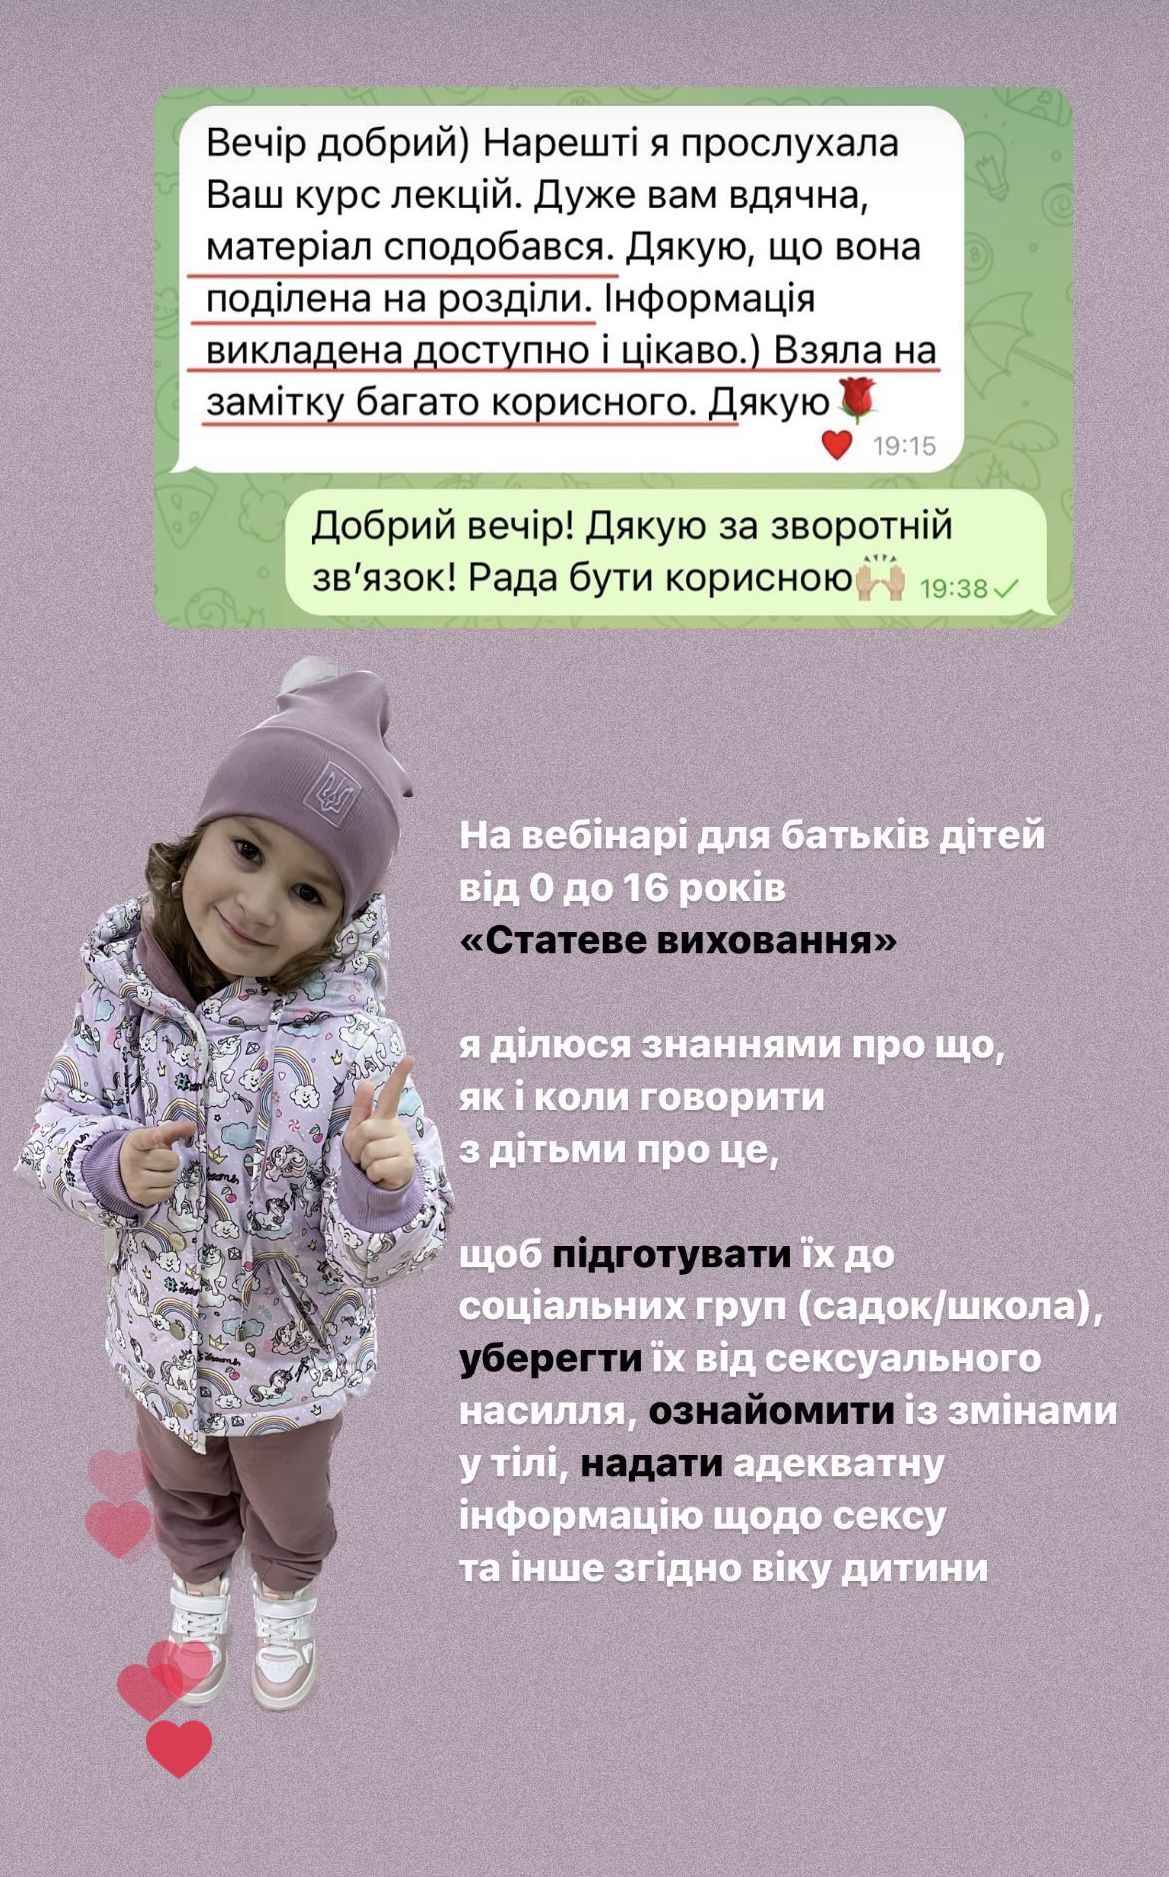 Вечір добрий) Нарешті я прослухала
Ваш курс лекцій. Дуже вам вдячна,
матеріал сподобався. Дякую, що вона
поділена на розділи. Інформація
викладена доступно і цікаво.) Взяла на
замітку багато корисного. Дякую🌹
❤️ 19:15
Добрий вечір! Дякую за зворотній
зв’язок! Рада бути корисною🙌🏼 19:38✓
На вебінарі для батьків дітей
від 0 до 16 років
«Статеве виховання»
я ділюся знаннями про що,
як і коли говорити
з дітьми про це,
щоб підготувати їх до
соціальних груп (садок/школа),
уберегти їх від сексуального
насилля, ознайомити із змінами
у тілі, надати адекватну
інформацію щодо сексу
та інше згідно віку дитини